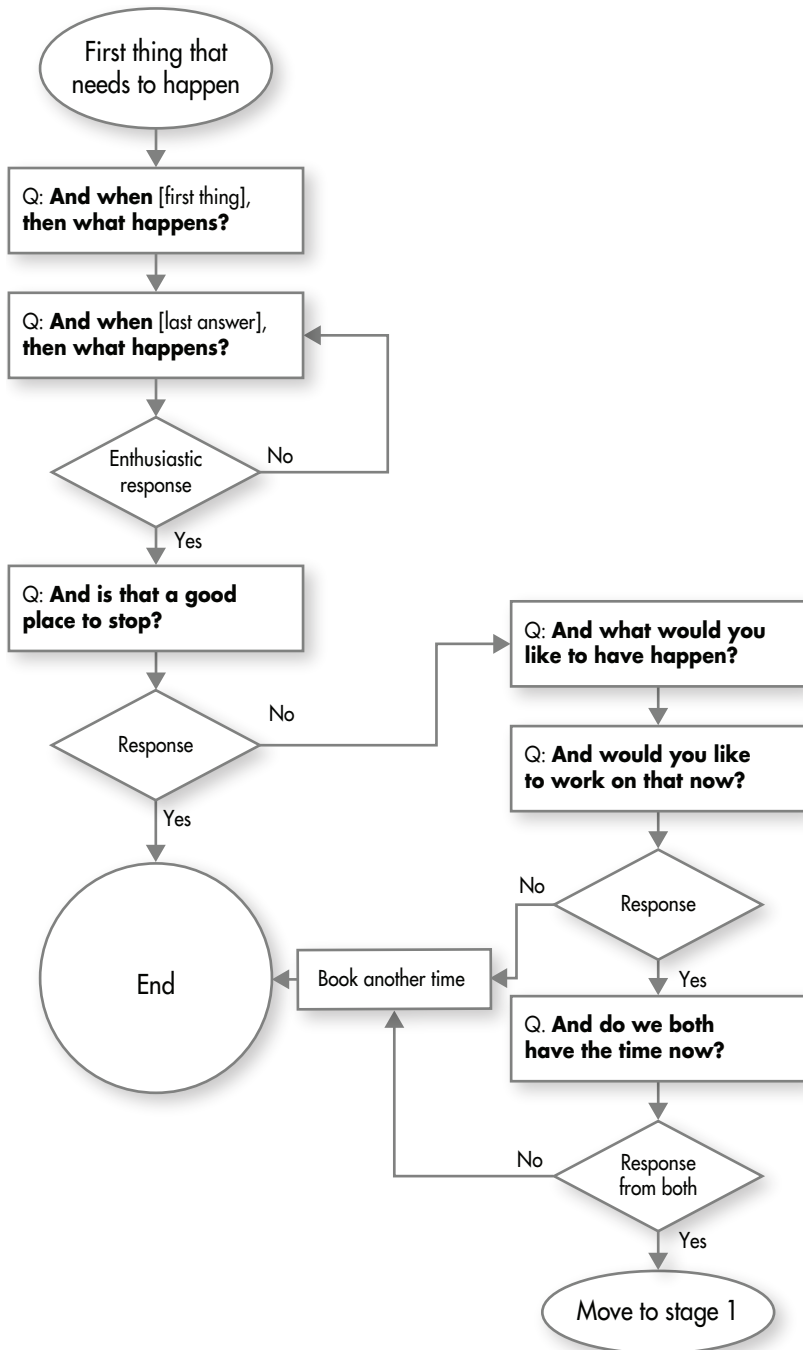 First thing that
needs to happen
Q: And when [first thing],
then what happens?
Q: And when [last answer],
then what happens?
Enthusiastic
response
No
Yes
Q: And is that a good
place to stop?
Response
No
Yes
End
Q: And what would you
like to have happen?
Q: And would you like
to work on that now?
Response
No
Yes
Book another time
Q. And do we both
have the time now?
Response
from both
No
Yes
Move to stage 1